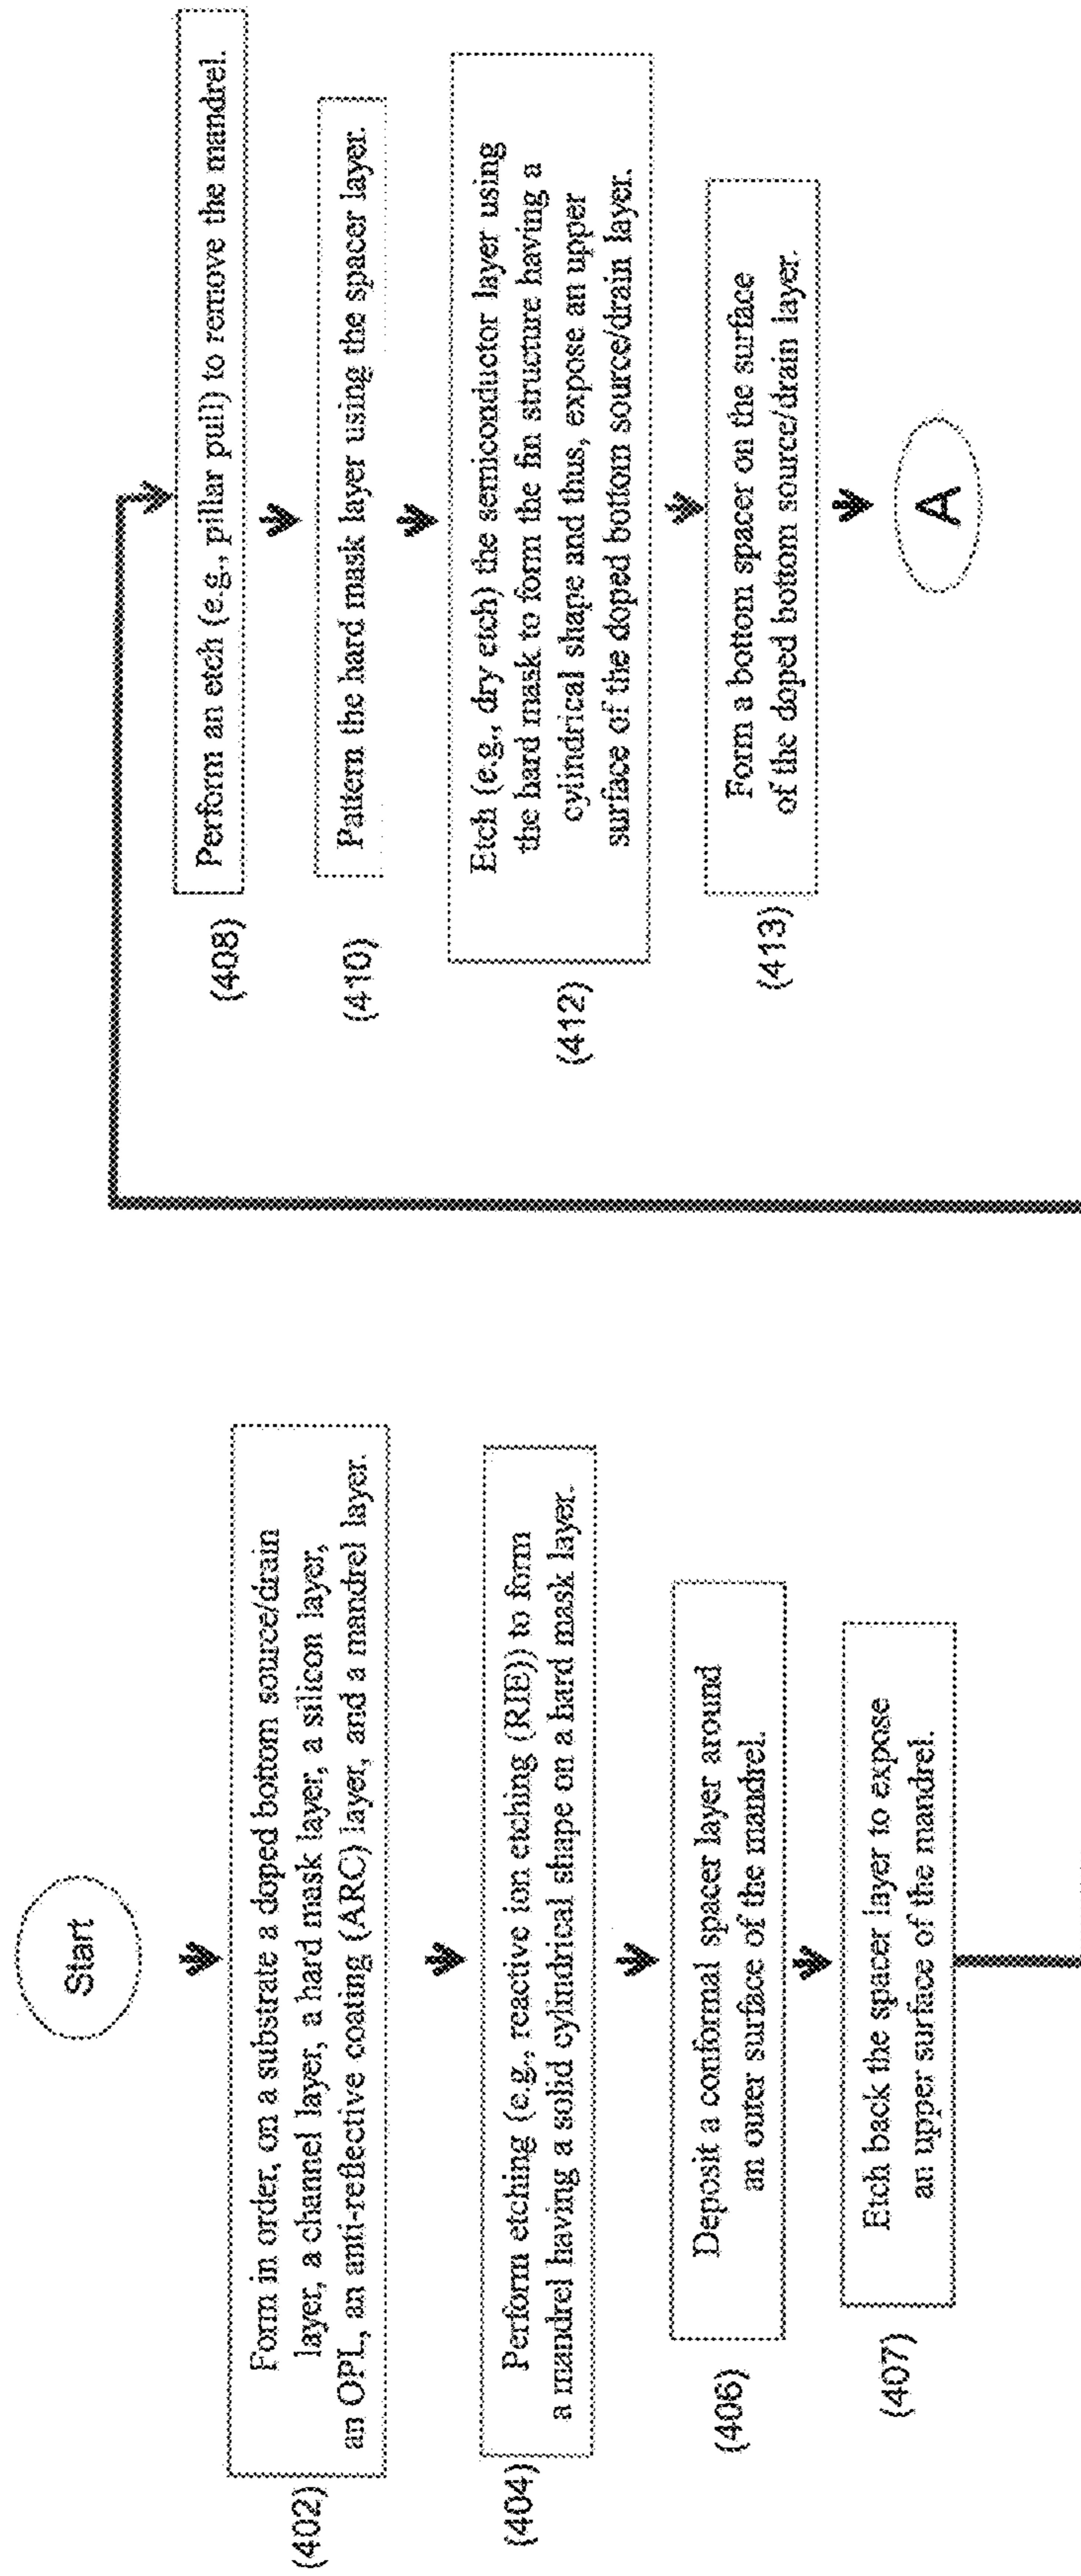 Start
(402)
Form in order, on a substrate a doped bottom source/drain
layer, a channel layer, a hard mask layer, a silicon layer,
an OPL, an anti-reflective coating (ARC) layer, and a mandrel layer.
(404)
Perform etching (e.g., reactive ion etching (RIE)) to form
a mandrel having a solid cylindrical shape on a hard mask layer.
(406)
Deposit a conformal spacer layer around
an outer surface of the mandrel.
(407)
Etch back the spacer layer to expose
an upper surface of the mandrel.
(408)
Perform an etch (e.g., pillar pull) to remove the mandrel.
(410)
Pattern the hard mask layer using the spacer layer.
(412)
Etch (e.g., dry etch) the semiconductor layer using
the hard mask to form the fin structure having a
cylindrical shape and thus, expose an upper
surface of the doped bottom source/drain layer.
(413)
Form a bottom spacer on the surface
of the doped bottom source/drain layer.
A